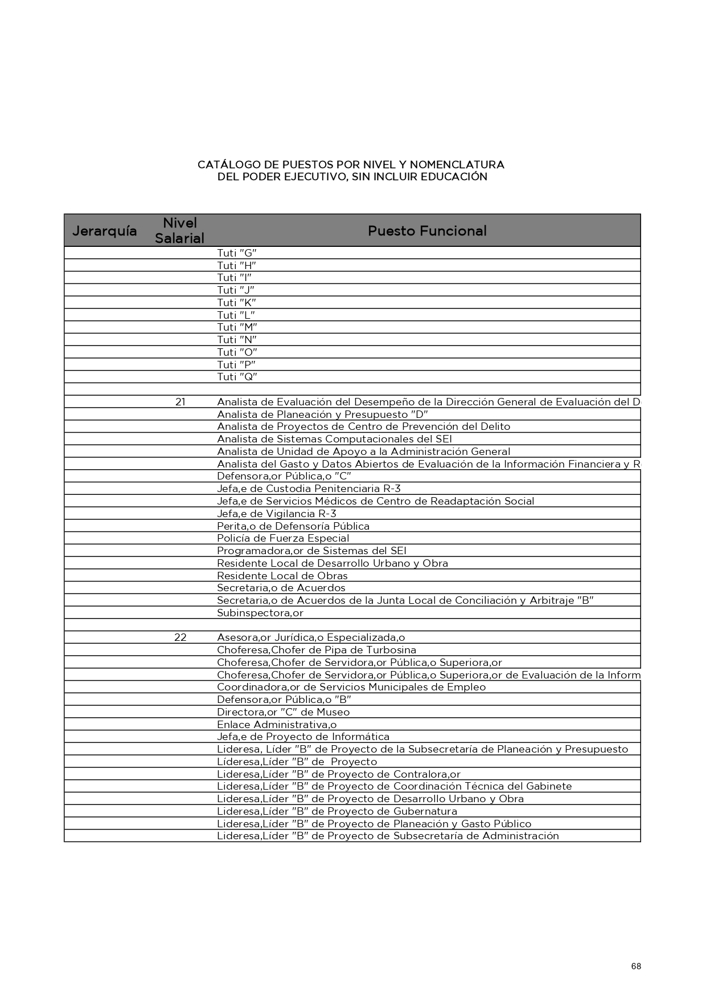 CATÁLOGO DE PUESTOS POR NIVEL Y NOMENCLATURA
DEL PODER EJECUTIVO, SIN INCLUIR EDUCACIÓN
Jerarquía Nivel Salarial Puesto Funcional
Tuti "G"
Tuti "H"
Tuti "I"
Tuti "J"
Tuti "K"
Tuti "L"
Tuti "M"
Tuti "N"
Tuti "O"
Tuti "P"
Tuti "Q"
21 Analista de Evaluación del Desempeño de la Dirección General de Evaluación del D
Analista de Planeación y Presupuesto "D"
Analista de Proyectos de Centro de Prevención del Delito
Analista de Sistemas Computacionales del SEI
Analista de Unidad de Apoyo a la Administración General
Analista del Gasto y Datos Abiertos de Evaluación de la Información Financiera y R
Defensora,or Pública,o "C"
Jefa,e de Custodia Penitenciaria R-3
Jefa,e de Servicios Médicos de Centro de Readaptación Social
Jefa,e de Vigilancia R-3
Perita,o de Defensoría Pública
Policía de Fuerza Especial
Programadora,or de Sistemas del SEI
Residente Local de Desarrollo Urbano y Obra
Residente Local de Obras
Secretaria,o de Acuerdos
Secretaria,o de Acuerdos de la Junta Local de Conciliación y Arbitraje "B"
Subinspectora,or
22 Asesora,or Jurídica,o Especializada,o
Choferesa,Chofer de Pipa de Turbosina
Choferesa,Chofer de Servidora,or Pública,o Superiora,or
Choferesa,Chofer de Servidora,or Pública,o Superiora,or de Evaluación de la Inform
Coordinadora,or de Servicios Municipales de Empleo
Defensora,or Pública,o "B"
Directora,or "C" de Museo
Enlace Administrativa,o
Jefa,e de Proyecto de Informática
Lideresa, Líder "B" de Proyecto de la Subsecretaría de Planeación y Presupuesto
Líderesa,Líder "B" de  Proyecto
Lideresa,Líder "B" de Proyecto de Contralora,or
Lideresa,Líder "B" de Proyecto de Coordinación Técnica del Gabinete
Lideresa,Líder "B" de Proyecto de Desarrollo Urbano y Obra
Lideresa,Líder "B" de Proyecto de Gubernatura
Lideresa,Líder "B" de Proyecto de Planeación y Gasto Público
Lideresa,Líder "B" de Proyecto de Subsecretaría de Administración
68